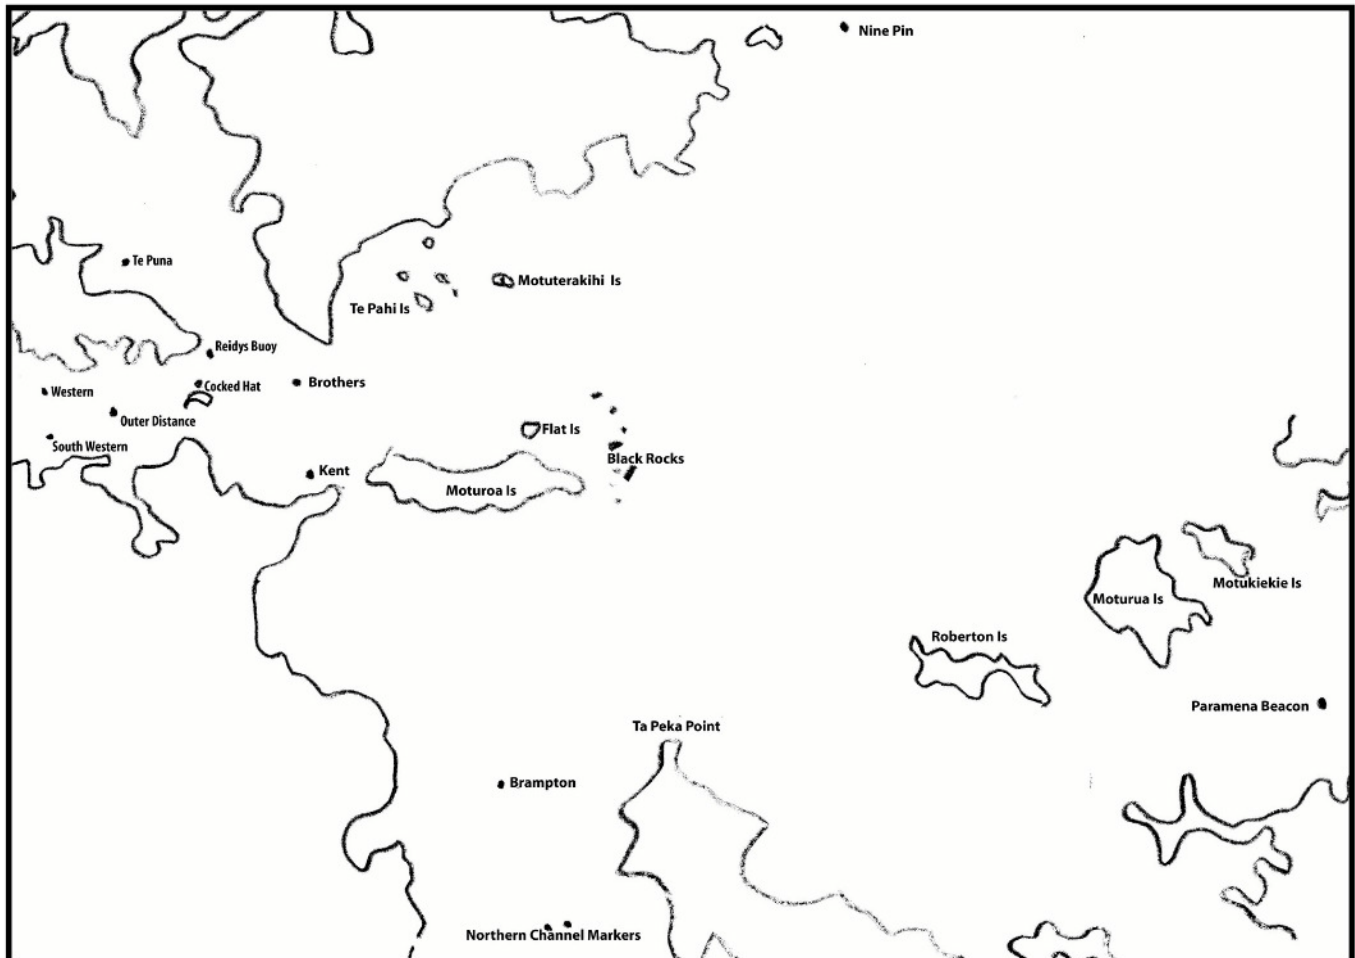 Nine Pin
Te Puna
Motuterakihi Is
Te Pahi Is
Reidys Buoy
Cocked Hat
Brothers
Western
Outer Distance
South Western
Flat Is
Black Rocks
Kent
Moturoa Is
Motukiekie Is
Moturua Is
Roberton Is
Paramena Beacon
Ta Peka Point
Brampton
Northern Channel Markers